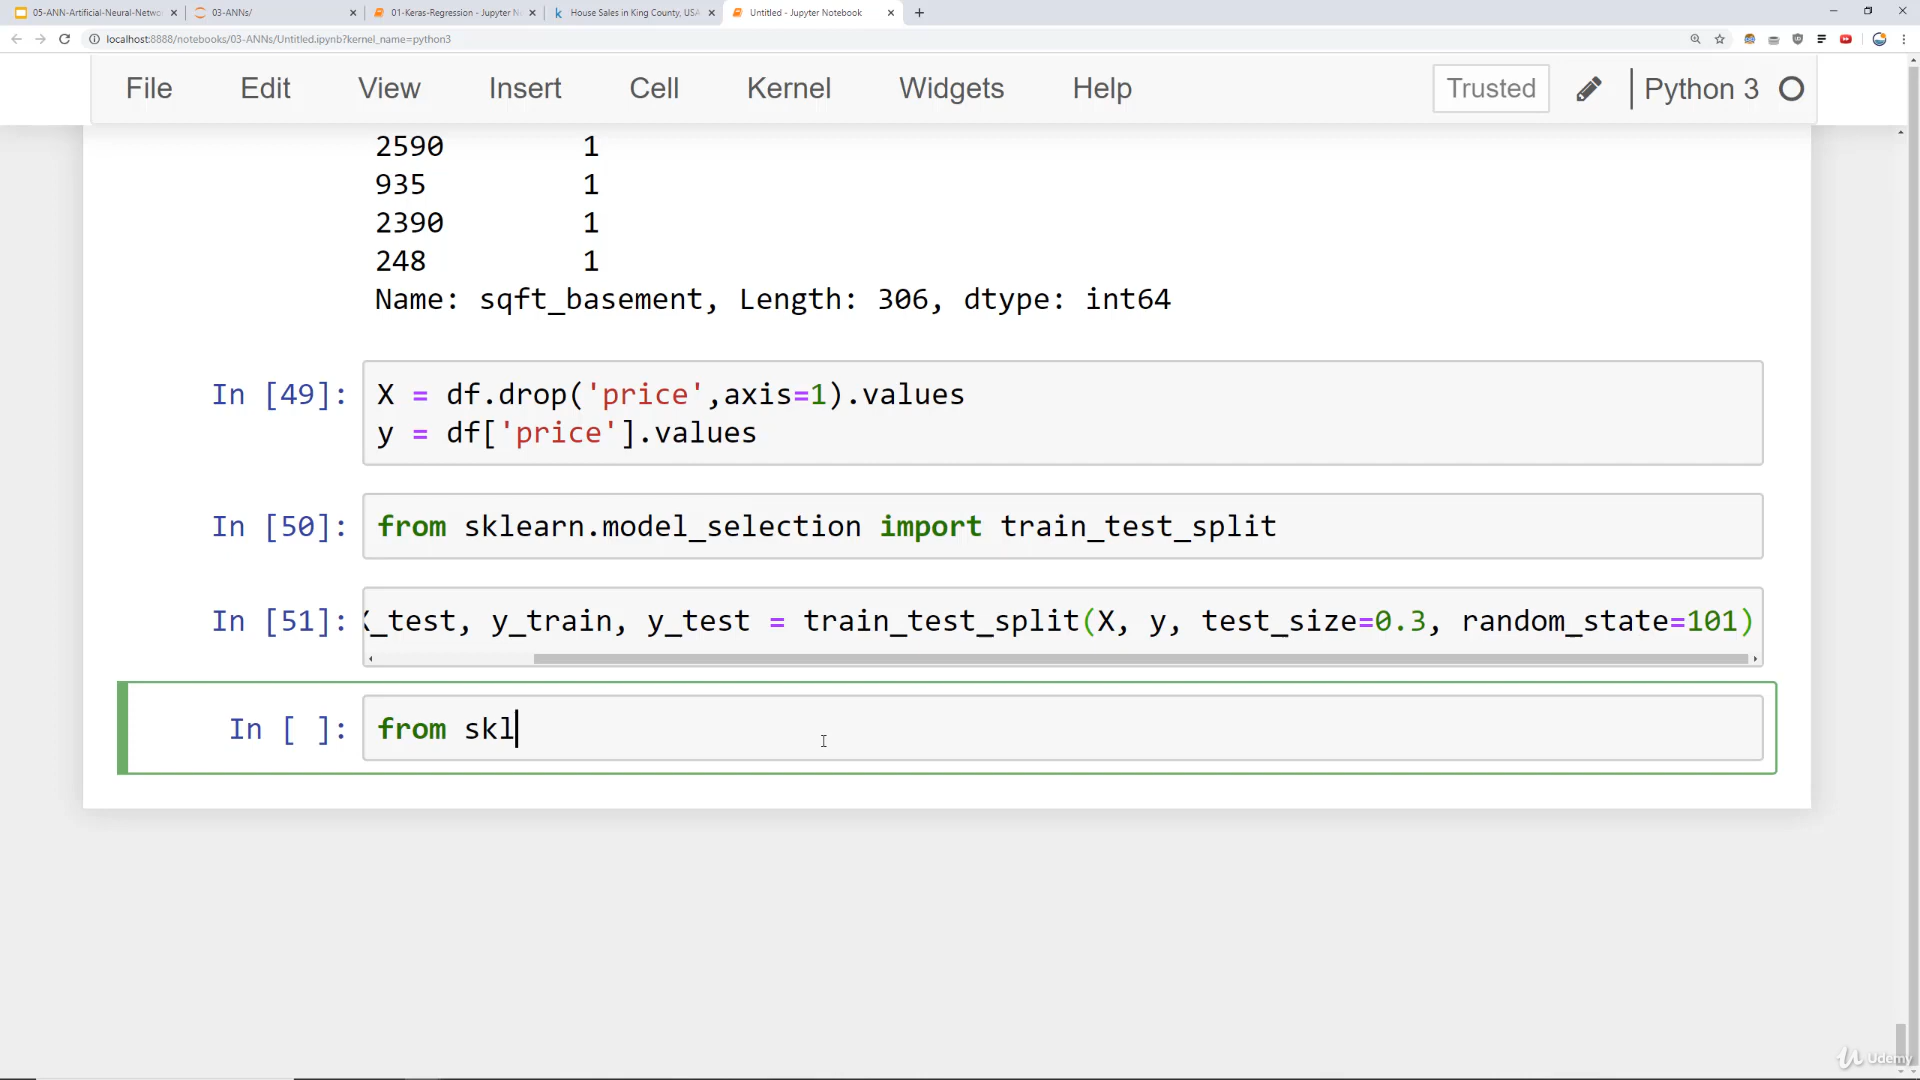 05-ANN-Artificial-Neural-Netwo
03-ANNs/
01-Keras-Regression - Jupyter N
House Sales in King County, USA
Untitled - Jupyter Notebook
localhost:8888/notebooks/03-ANNs/Untitled.ipynb?kernel_name=python3
File Edit View Insert Cell Kernel Widgets Help Trusted Python 3
2590 1
935 1
2390 1
248 1
Name: sqft_basement, Length: 306, dtype: int64
In [49]: X = df.drop('price',axis=1).values
y = df['price'].values
In [50]: from sklearn.model_selection import train_test_split
In [51]: X_test, y_train, y_test = train_test_split(X, y, test_size=0.3, random_state=101)
In [ ]: from skl
Udemy